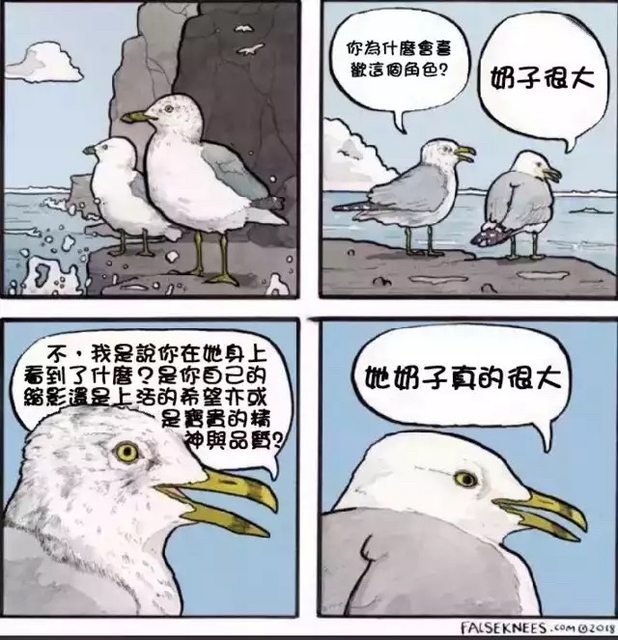 你為什麼會喜
歡這個角色?
奶子很大
不,我是說你在她身上
看到了什麼?是你自己的
縮影還是上活的希望亦或
是寶貴的精
神與品質?
她奶子真的很大
FALSEKNEES.COM©2018